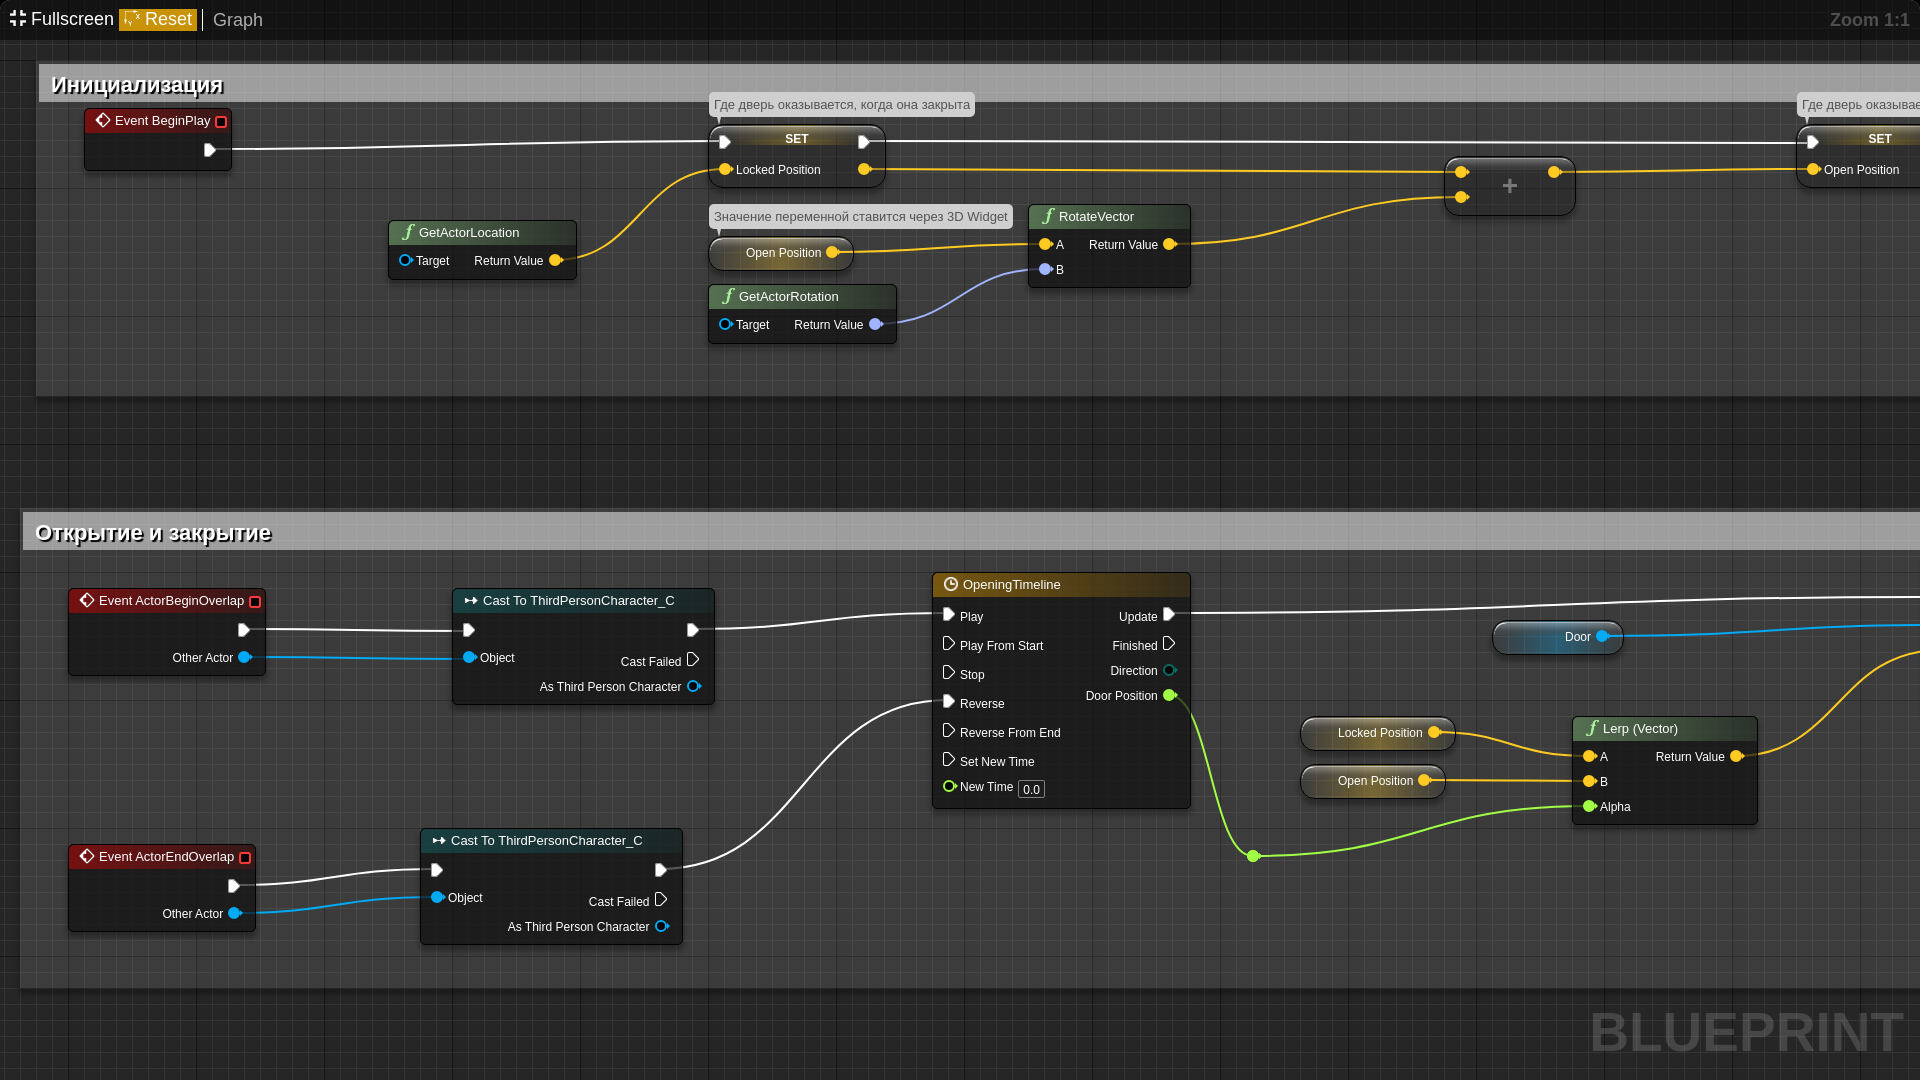 Fullscreen Reset Graph Zoom 1:1
Инициализация
Где дверь оказывается, когда она закрыта
Где дверь оказывае
Event BeginPlay
SET
Locked Position
SET
Open Position
+
GetActorLocation
Target Return Value
Значение переменной ставится через 3D Widget
Open Position
RotateVector
A Return Value
B
GetActorRotation
Target Return Value
Открытие и закрытие
Event ActorBeginOverlap
Other Actor
Cast To ThirdPersonCharacter_C
Object
Cast Failed
As Third Person Character
OpeningTimeline
Play Update
Play From Start Finished
Stop Direction
Door Position
Reverse
Reverse From End
Set New Time
New Time 0.0
Door
Locked Position
Open Position
Lerp (Vector)
A Return Value
B
Alpha
Event ActorEndOverlap
Other Actor
Cast To ThirdPersonCharacter_C
Object
Cast Failed
As Third Person Character
BLUEPRINT